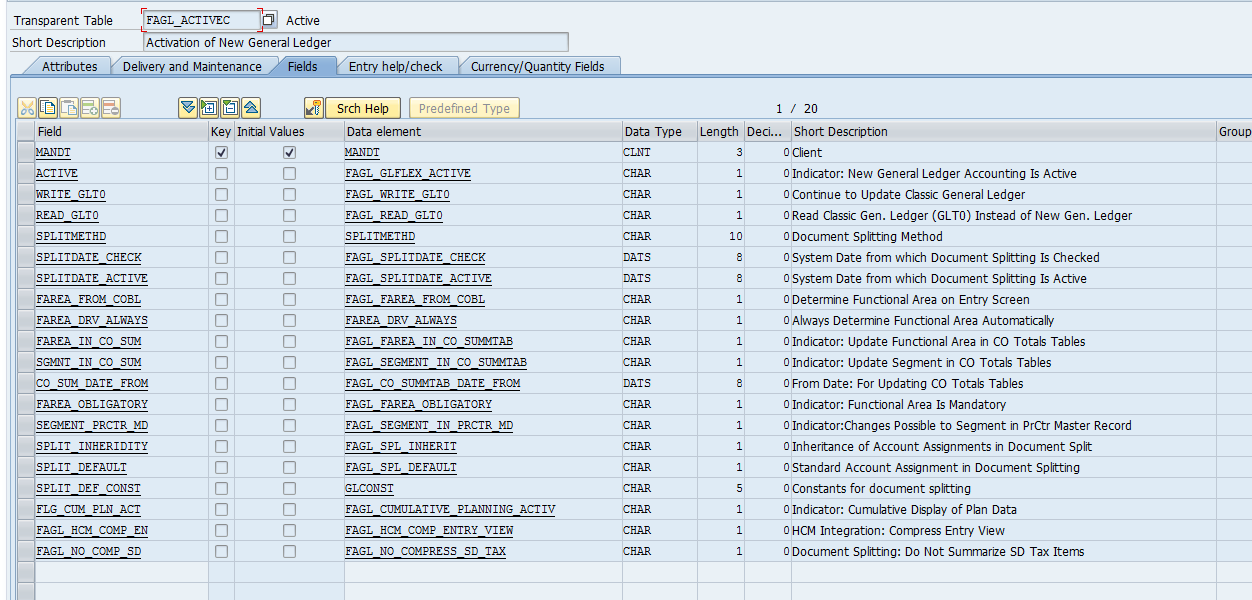 Transparent Table FAGL_ACTIVEC Active
Short Description Activation of New General Ledger
Attributes Delivery and Maintenance Fields Entry help/check Currency/Quantity Fields
Srch Help Predefined Type 1 / 20
Field Key Initial Values Data element Data Type Length Deci... Short Description Group
MANDT MANDT CLNT 3 0 Client
ACTIVE FAGL_GLFLEX_ACTIVE CHAR 1 0 Indicator: New General Ledger Accounting Is Active
WRITE_GLT0 FAGL_WRITE_GLT0 CHAR 1 0 Continue to Update Classic General Ledger
READ_GLT0 FAGL_READ_GLT0 CHAR 1 0 Read Classic Gen. Ledger (GLT0) Instead of New Gen. Ledger
SPLITMETHD SPLITMETHD CHAR 10 0 Document Splitting Method
SPLITDATE_CHECK FAGL_SPLITDATE_CHECK DATS 8 0 System Date from which Document Splitting Is Checked
SPLITDATE_ACTIVE FAGL_SPLITDATE_ACTIVE DATS 8 0 System Date from which Document Splitting Is Active
FAREA_FROM_COBL FAGL_FAREA_FROM_COBL CHAR 1 0 Determine Functional Area on Entry Screen
FAREA_DRV_ALWAYS FAREA_DRV_ALWAYS CHAR 1 0 Always Determine Functional Area Automatically
FAREA_IN_CO_SUM FAGL_FAREA_IN_CO_SUMMTAB CHAR 1 0 Indicator: Update Functional Area in CO Totals Tables
SGMNT_IN_CO_SUM FAGL_SEGMENT_IN_CO_SUMMTAB CHAR 1 0 Indicator: Update Segment in CO Totals Tables
CO_SUM_DATE_FROM FAGL_CO_SUMMTAB_DATE_FROM DATS 8 0 From Date: For Updating CO Totals Tables
FAREA_OBLIGATORY FAGL_FAREA_OBLIGATORY CHAR 1 0 Indicator: Functional Area Is Mandatory
SEGMENT_PRCTR_MD FAGL_SEGMENT_IN_PRCTR_MD CHAR 1 0 Indicator:Changes Possible to Segment in PrCtr Master Record
SPLIT_INHERIDITY FAGL_SPL_INHERIT CHAR 1 0 Inheritance of Account Assignments in Document Split
SPLIT_DEFAULT FAGL_SPL_DEFAULT CHAR 1 0 Standard Account Assignment in Document Splitting
SPLIT_DEF_CONST GLCONST CHAR 5 0 Constants for document splitting
FLG_CUM_PLN_ACT FAGL_CUMULATIVE_PLANNING_ACTIV CHAR 1 0 Indicator: Cumulative Display of Plan Data
FAGL_HCM_COMP_EN FAGL_HCM_COMP_ENTRY_VIEW CHAR 1 0 HCM Integration: Compress Entry View
FAGL_NO_COMP_SD FAGL_NO_COMPRESS_SD_TAX CHAR 1 0 Document Splitting: Do Not Summarize SD Tax Items